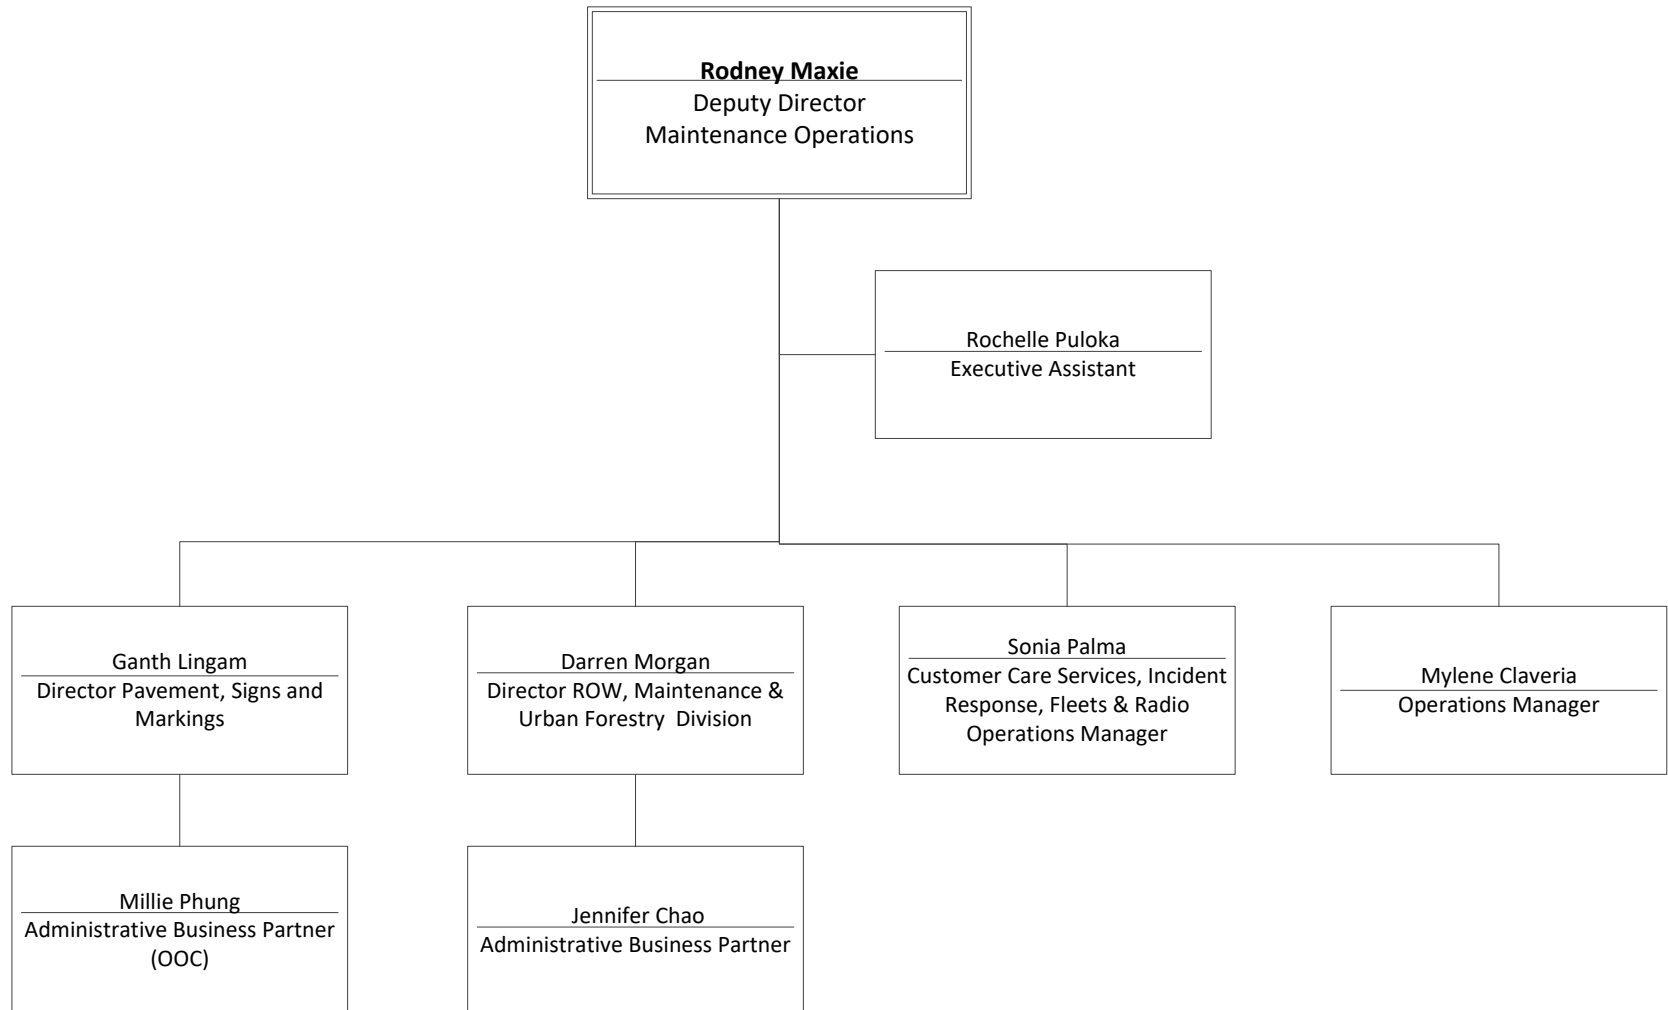 Rodney Maxie
Deputy Director
Maintenance Operations
Rochelle Puloka
Executive Assistant
Ganth Lingam
Director Pavement, Signs and
Markings
Darren Morgan
Director ROW, Maintenance &
Urban Forestry  Division
Sonia Palma
Customer Care Services, Incident
Response, Fleets & Radio
Operations Manager
Mylene Claveria
Operations Manager
Millie Phung
Administrative Business Partner
(OOC)
Jennifer Chao
Administrative Business Partner